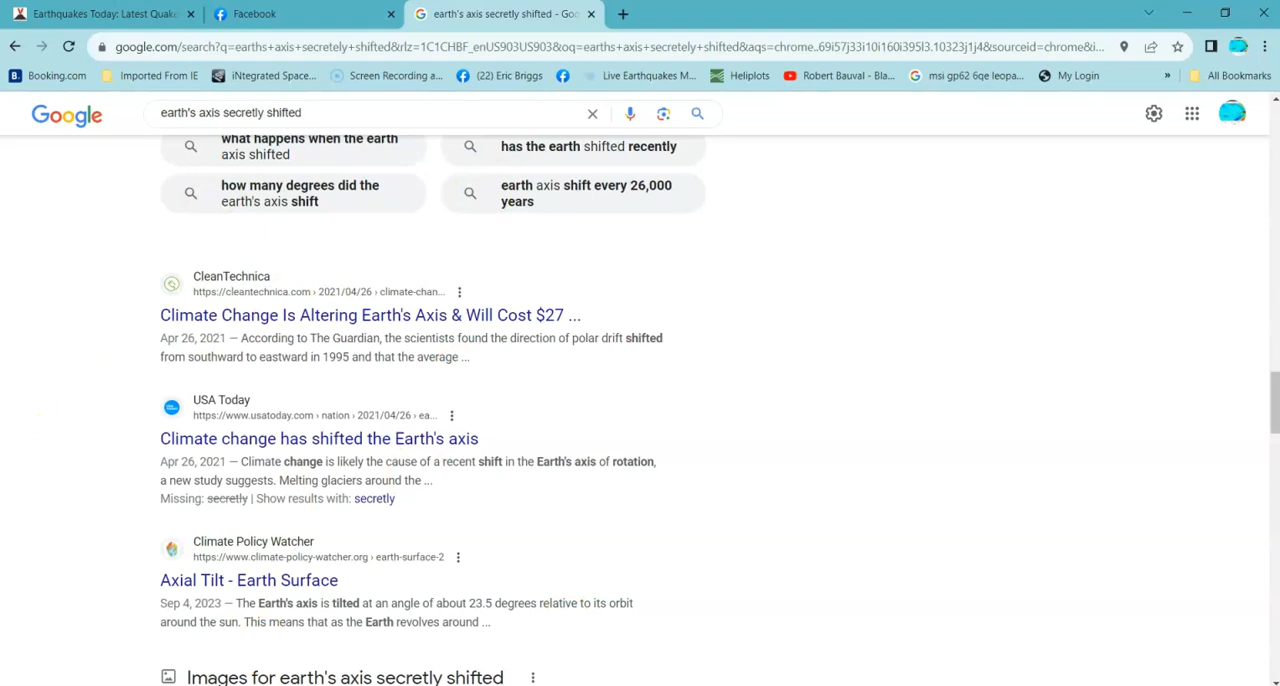 Earthquakes Today: Latest Quake
Facebook
earth's axis secretly shifted - Goo
google.com/search?q=earths+axis+secretely+shifted&rlz=1C1CHBF_enUS903US903&oq=earths+axis+secretely+shifted&aqs=chrome..69i57j33i10i160i395l3.10323j1j4&sourceid=chrome&i...
B. Booking.com
Imported From IE
iNtegrated Space...
Screen Recording a...
(22) Eric Briggs
Live Earthquakes M...
Heliplots
Robert Bauval - Bla...
msi gp62 6qe leopa...
My Login
»
All Bookmarks
Google
earth's axis secretly shifted
what happens when the earth
axis shifted
has the earth shifted recently
how many degrees did the
earth's axis shift
earth axis shift every 26,000
years
CleanTechnica
https://cleantechnica.com › 2021/04/26 › climate-chan...
Climate Change Is Altering Earth's Axis & Will Cost $27 ...
Apr 26, 2021 — According to The Guardian, the scientists found the direction of polar drift shifted
from southward to eastward in 1995 and that the average ...
USA Today
https://www.usatoday.com › nation › 2021/04/26 › ea...
Climate change has shifted the Earth's axis
Apr 26, 2021 — Climate change is likely the cause of a recent shift in the Earth's axis of rotation,
a new study suggests. Melting glaciers around the ...
Missing: secretly | Show results with: secretly
Climate Policy Watcher
https://www.climate-policy-watcher.org › earth-surface-2
Axial Tilt - Earth Surface
Sep 4, 2023 — The Earth's axis is tilted at an angle of about 23.5 degrees relative to its orbit
around the sun. This means that as the Earth revolves around ...
Images for earth's axis secretly shifted